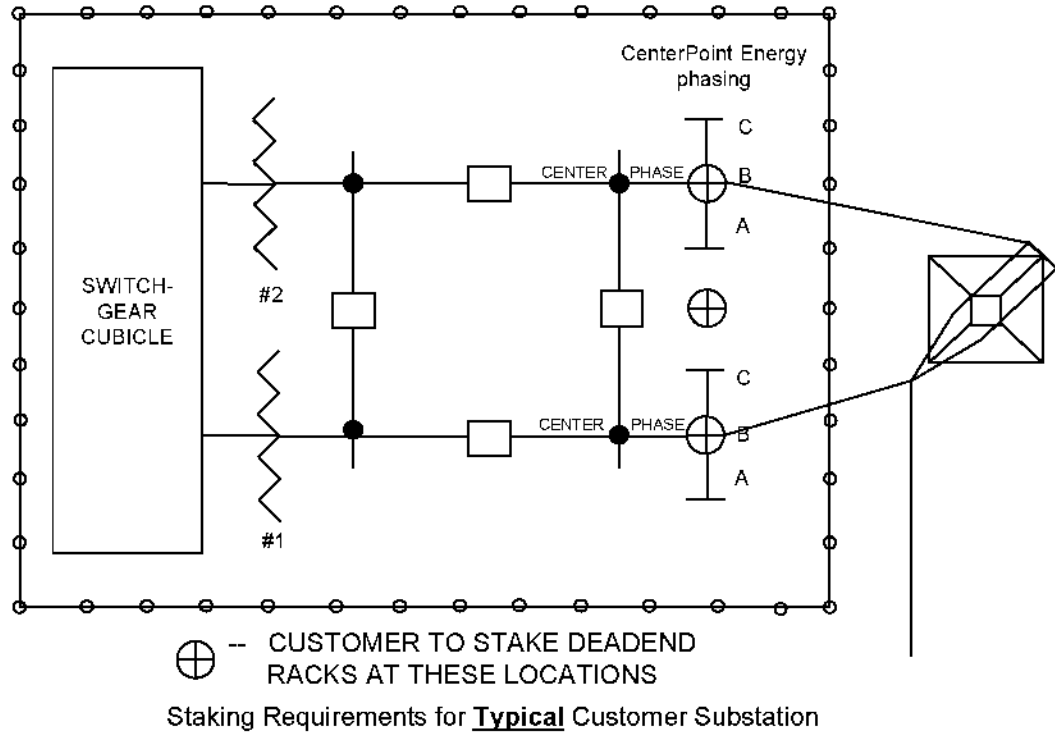 CenterPoint Energy
phasing
C
CENTER PHASE B
A
SWITCH-
GEAR
CUBICLE
#2
C
CENTER PHASE B
A
#1
-- CUSTOMER TO STAKE DEADEND
RACKS AT THESE LOCATIONS
Staking Requirements for Typical Customer Substation